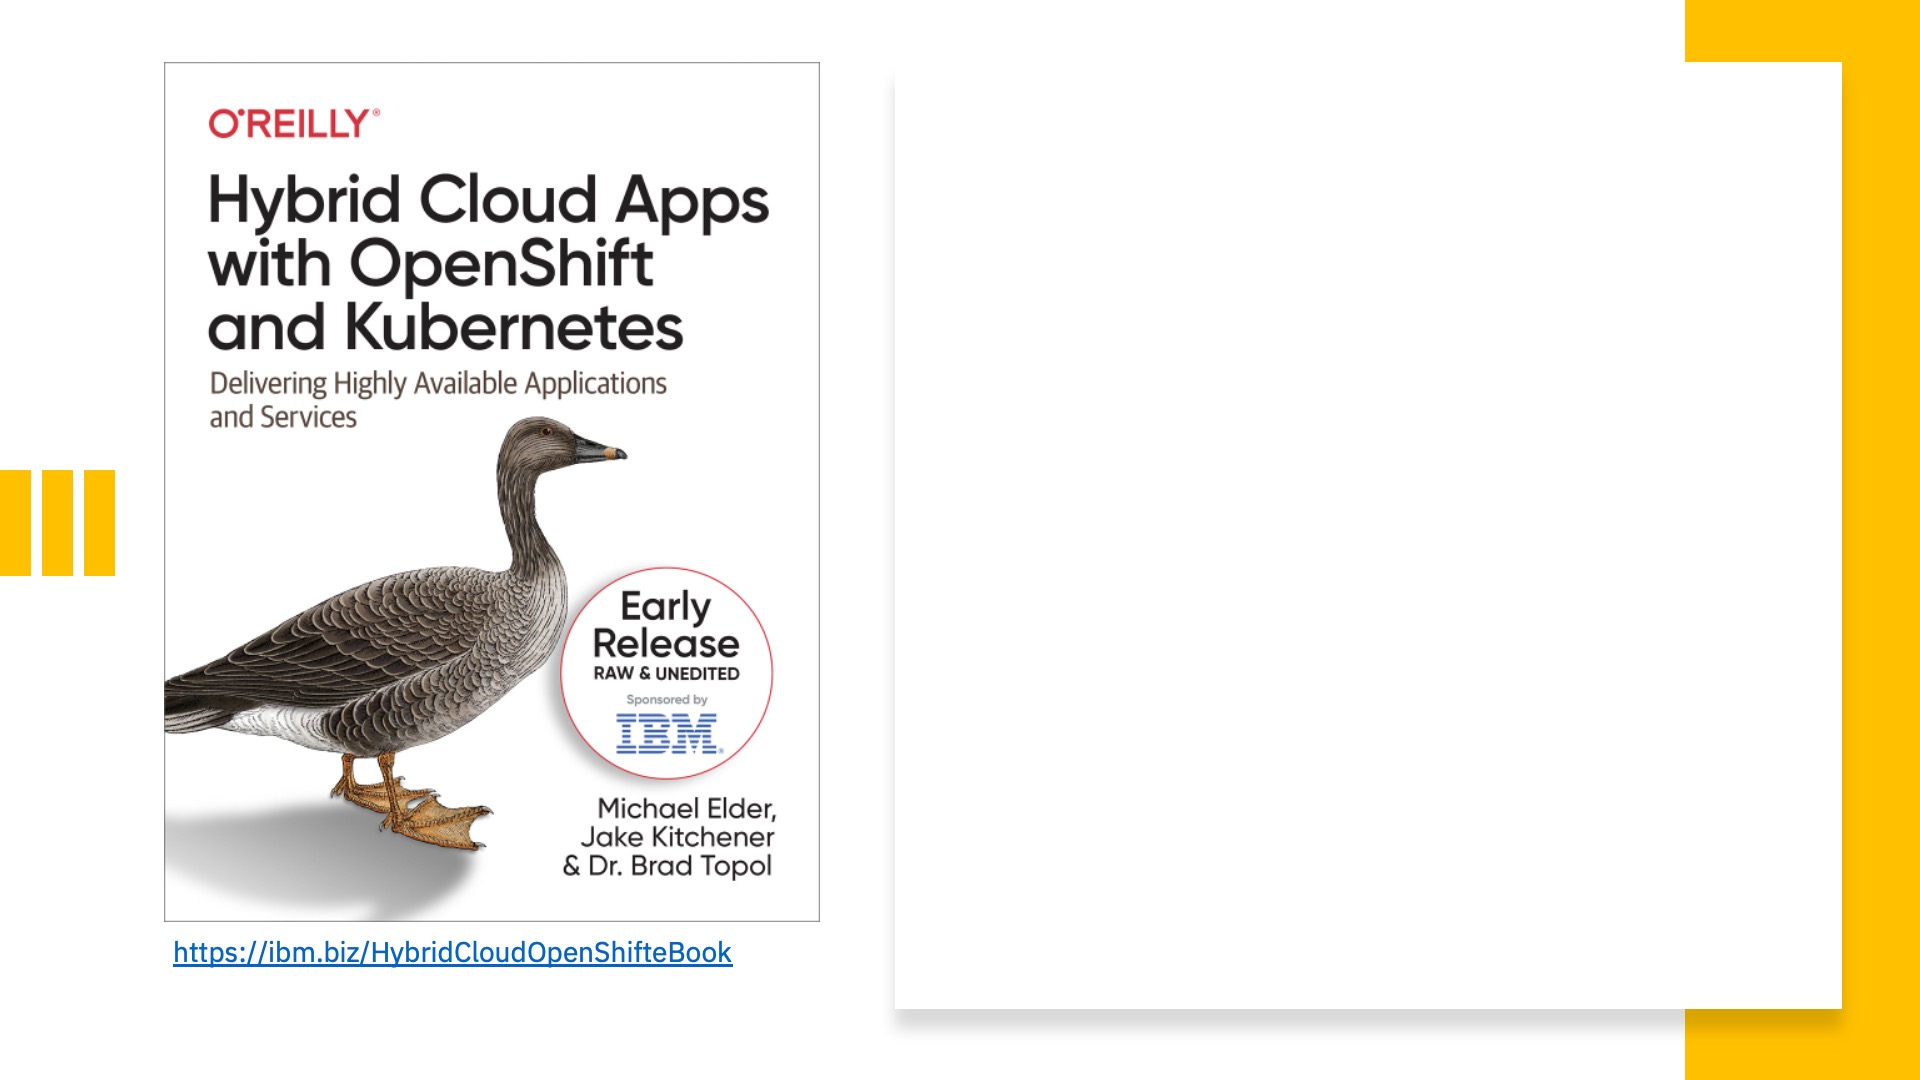 O'REILLY®
Hybrid Cloud Apps
with OpenShift
and Kubernetes
Delivering Highly Available Applications
and Services
Early
Release
RAW & UNEDITED
Sponsored by
IBM®
Michael Elder,
Jake Kitchener
& Dr. Brad Topol
https://ibm.biz/HybridCloudOpenShifteBook